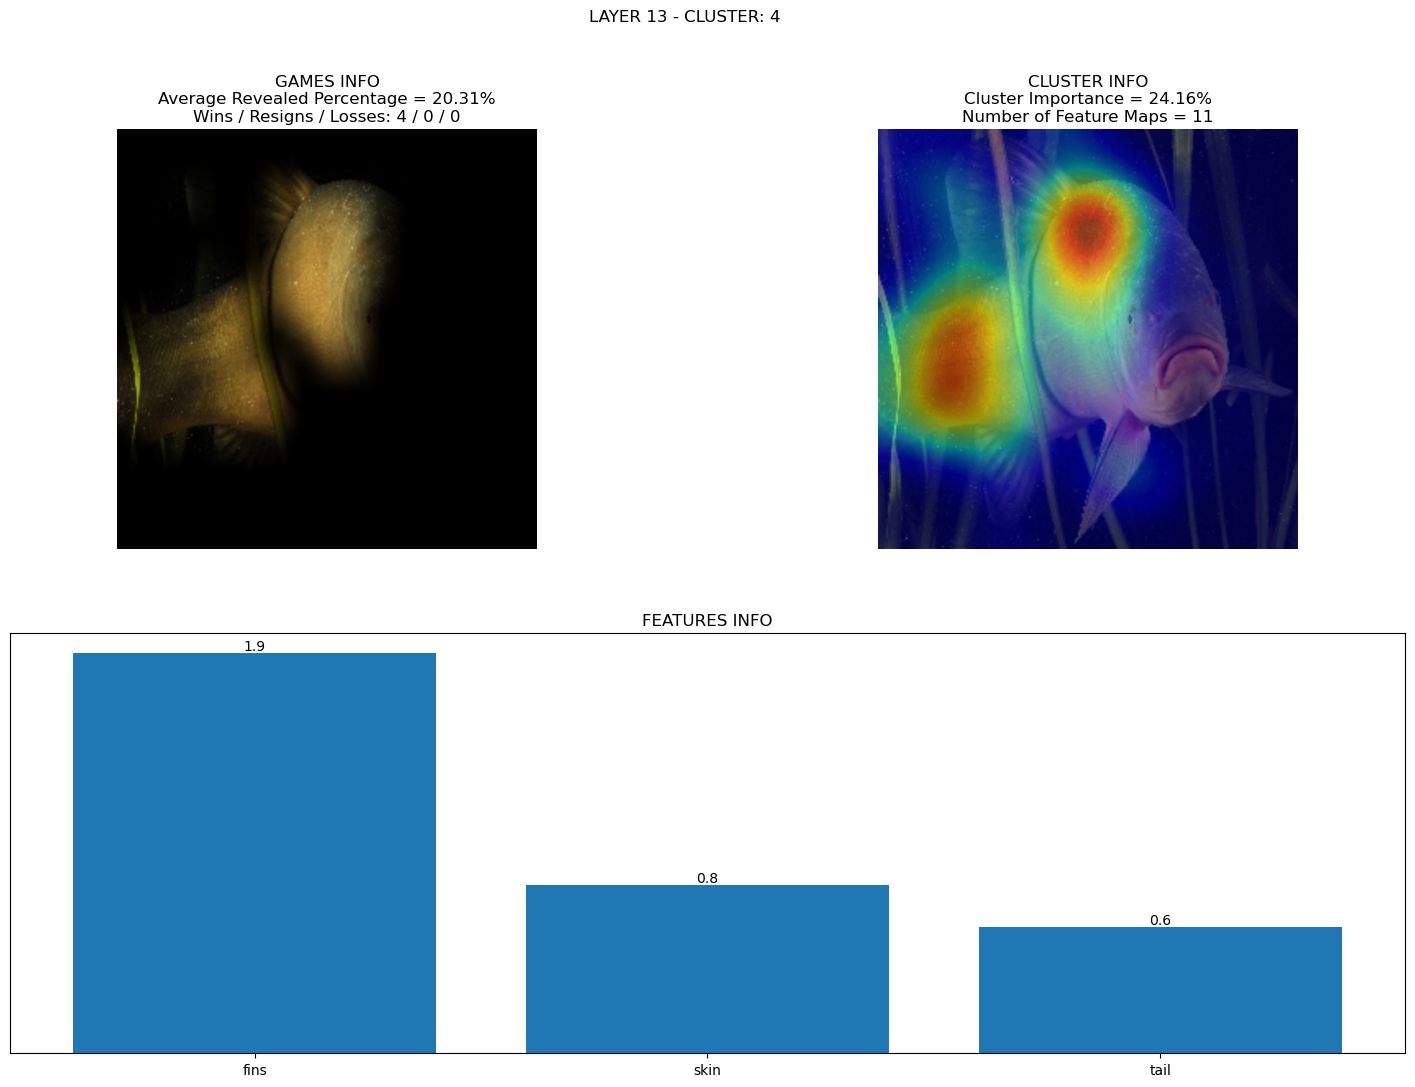 LAYER 13 - CLUSTER: 4
GAMES INFO
Average Revealed Percentage = 20.31%
Wins / Resigns / Losses: 4 / 0 / 0
CLUSTER INFO
Cluster Importance = 24.16%
Number of Feature Maps = 11
FEATURES INFO
1.9
0.8
0.6
fins
skin
tail